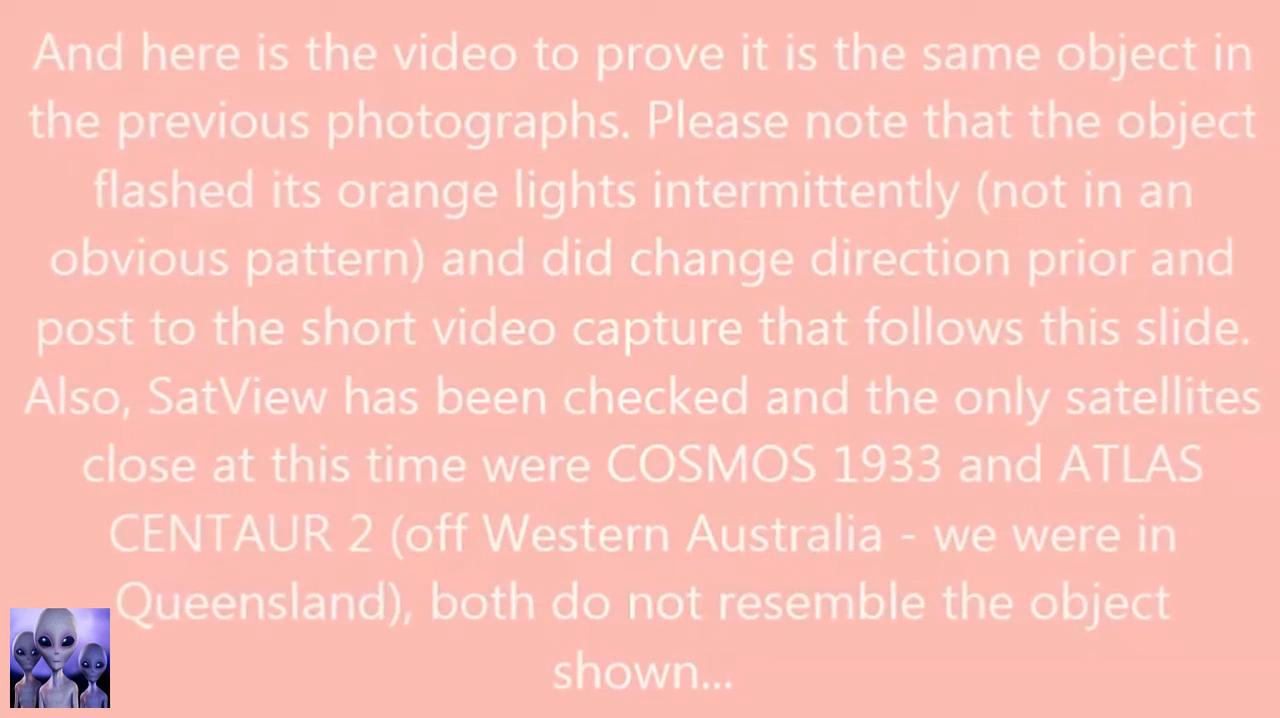 And here is the video to prove it is the same object in
the previous photographs. Please note that the object
flashed its orange lights intermittently (not in an
obvious pattern) and did change direction prior and
post to the short video capture that follows this slide.
Also, SatView has been checked and the only satellites
close at this time were COSMOS 1933 and ATLAS
CENTAUR 2 (off Western Australia - we were in
Queensland), both do not resemble the object
shown...